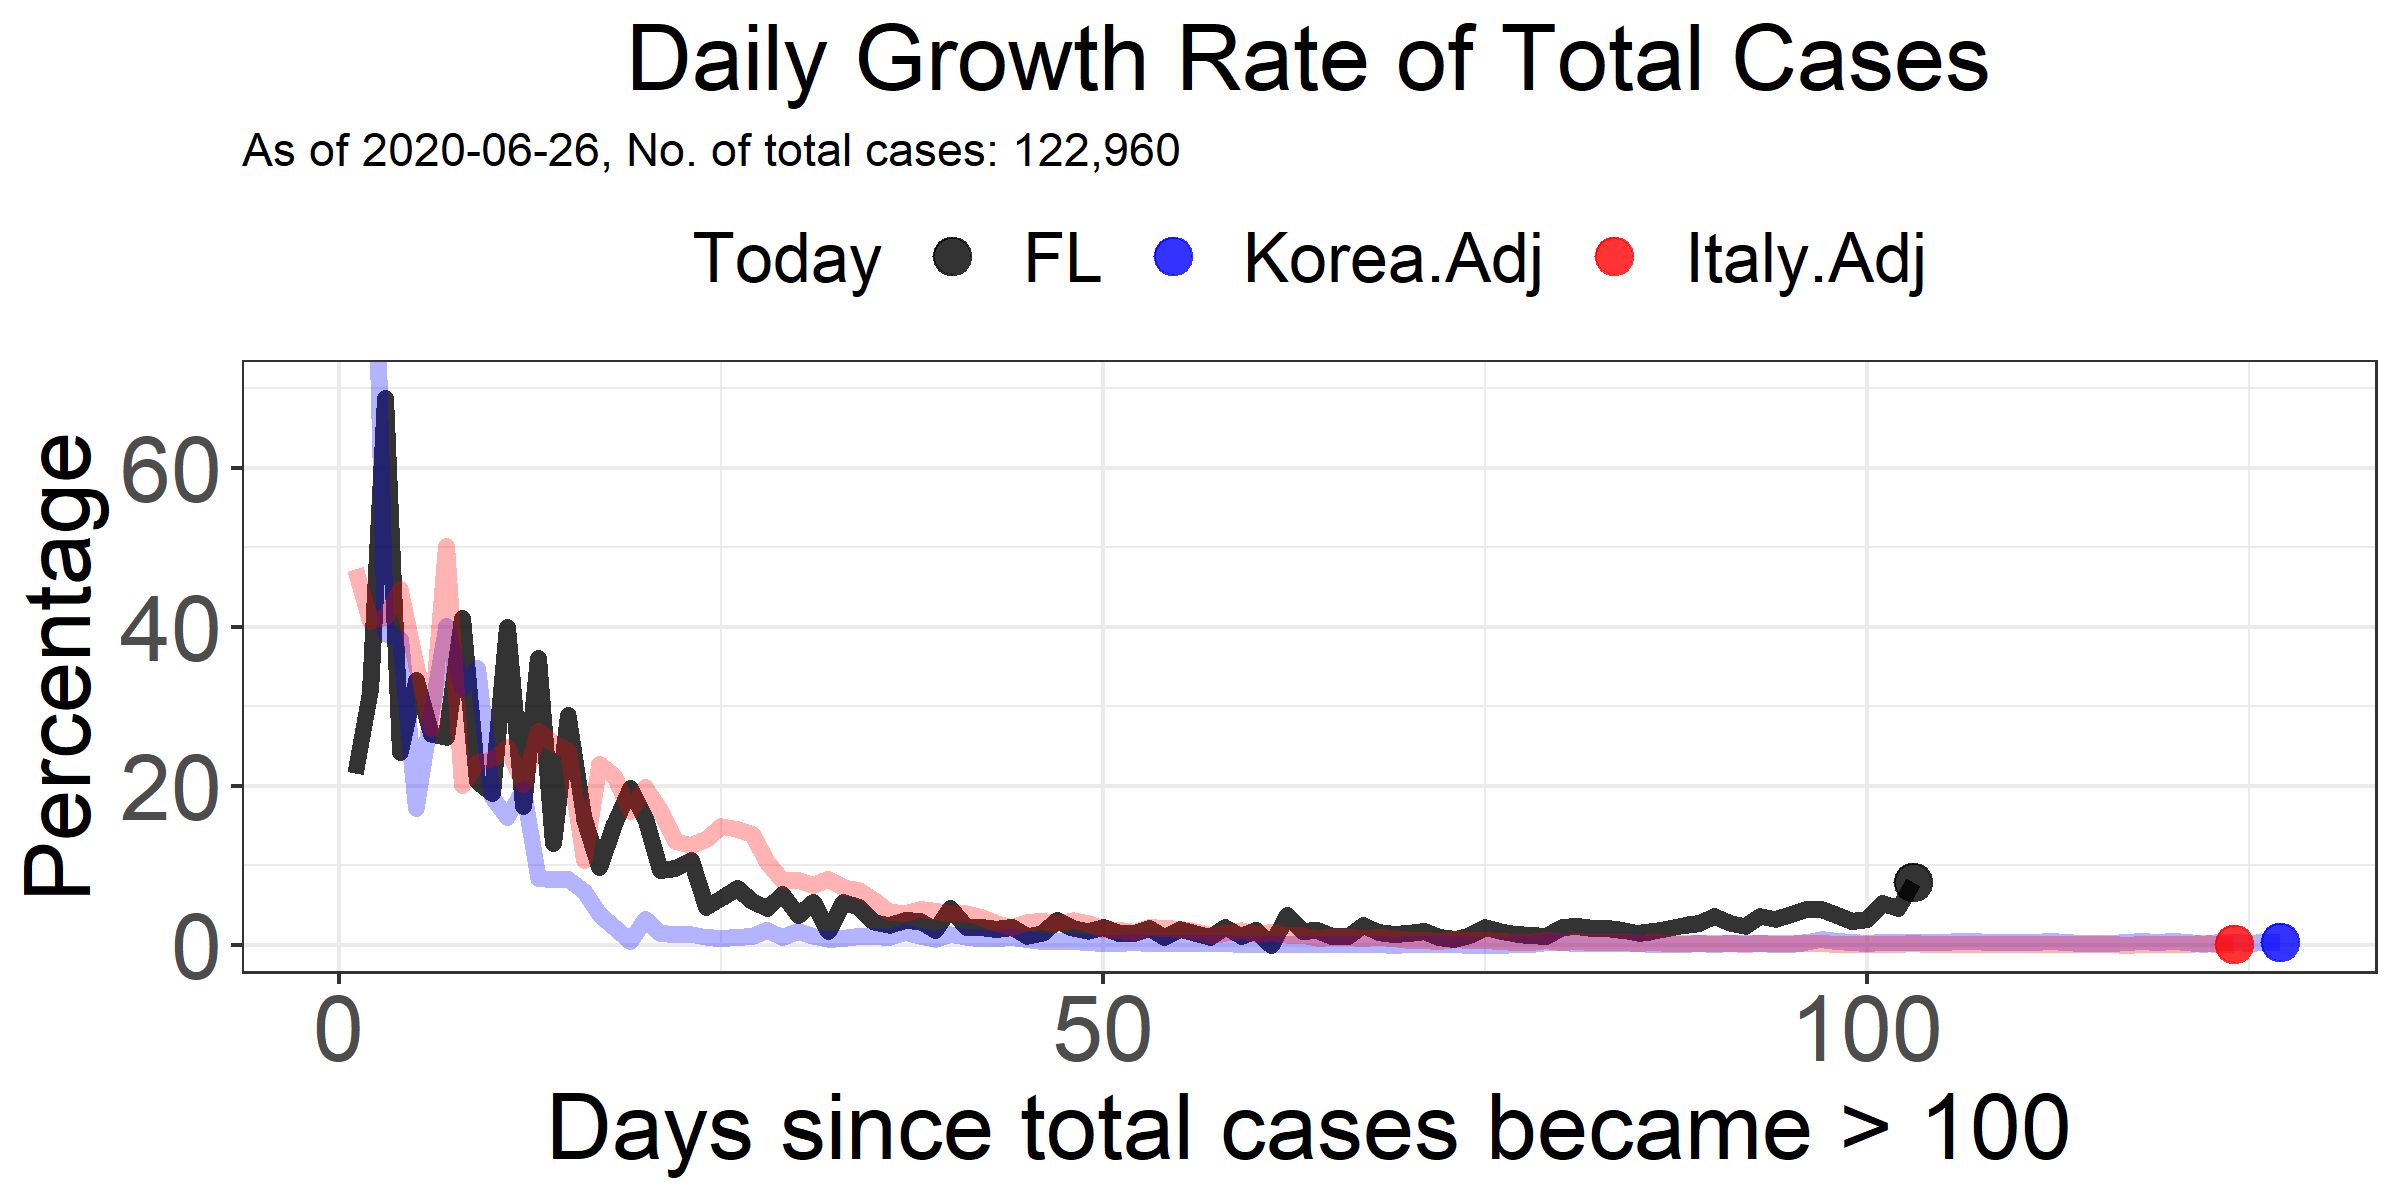 Daily Growth Rate of Total Cases
As of 2020-06-26, No. of total cases: 122,960
Today FL Korea.Adj Italy.Adj
Percentage
60
40
20
0
0 50 100
Days since total cases became > 100